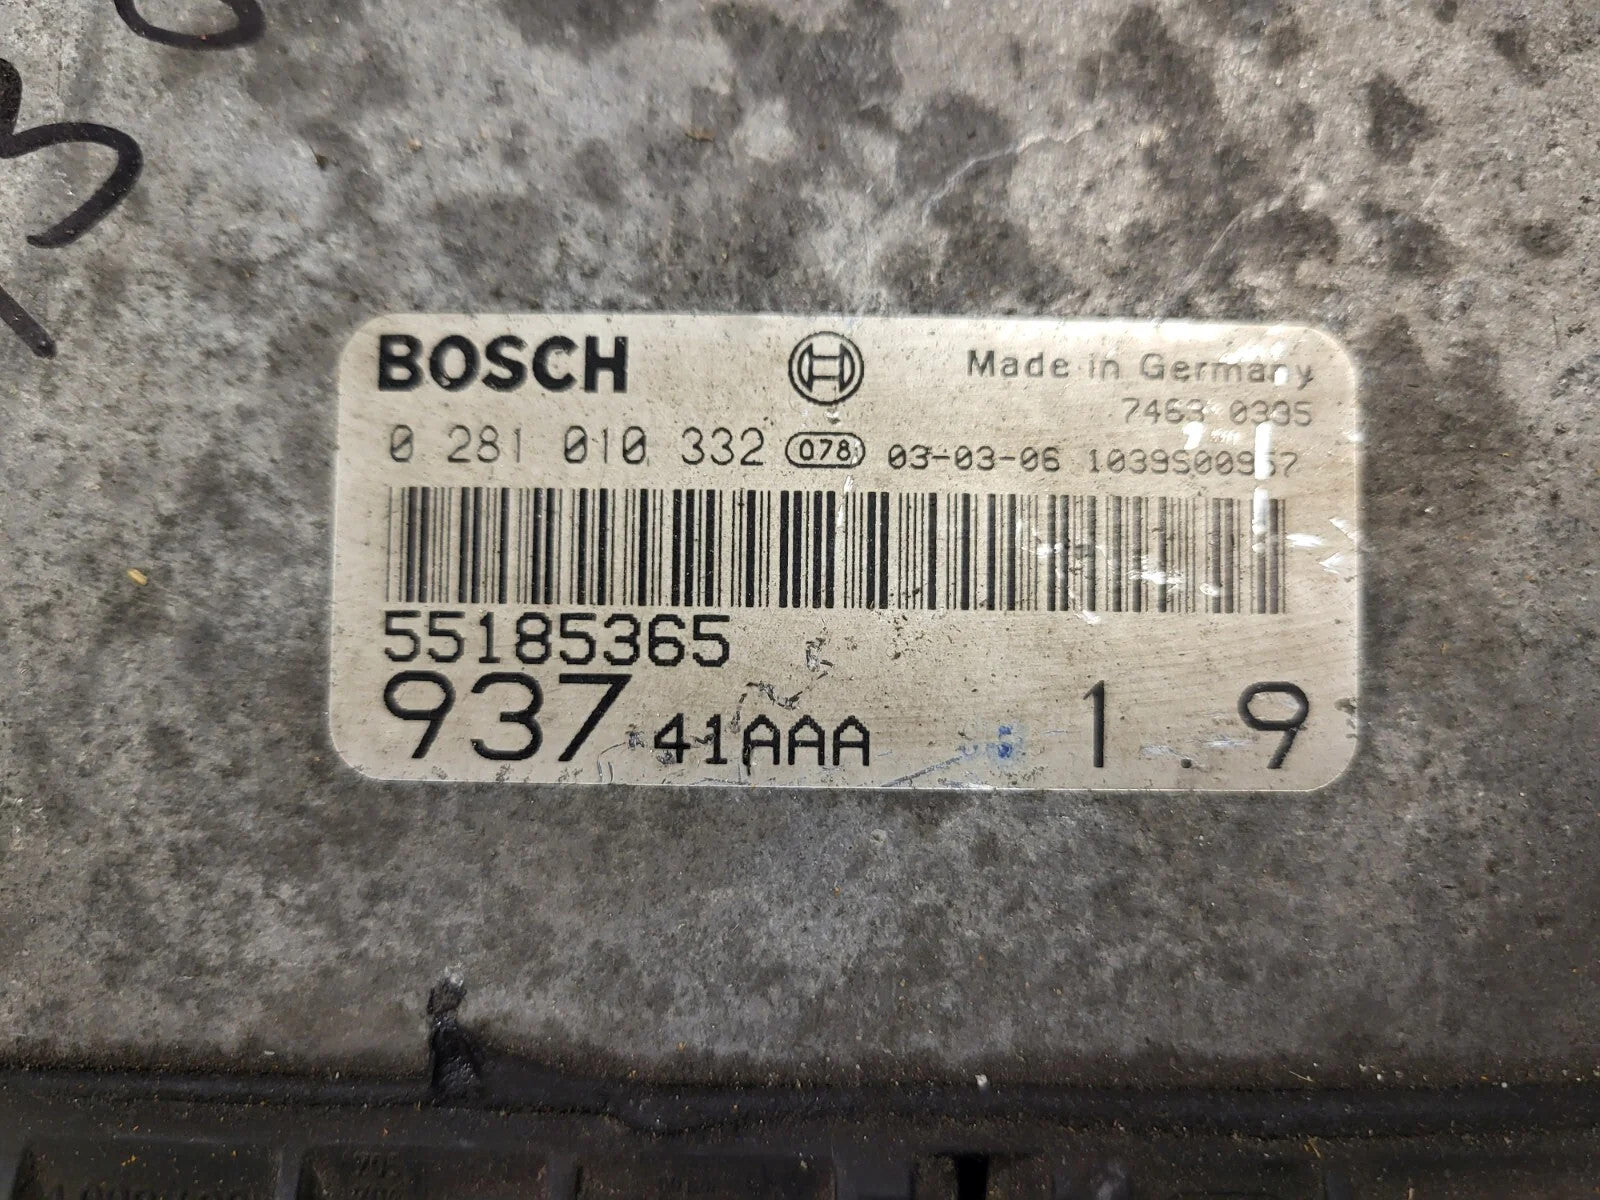 BOSCH
Made in Germany
7463 0335
0 281 010 332 078 03-03-06 1039S00957
55185365
937 41AAA 1 9